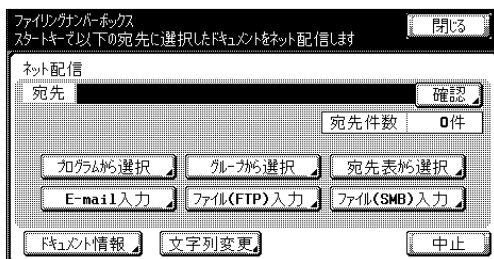 ファイリングナンバーボックス
スタートキーで以下の宛先に選択したドキュメントをネット配信します
閉じる
ネット配信
宛先
確認
宛先件数 0件
プログラムから選択 グループから選択 宛先表から選択
E-mail入力 ファイル(FTP)入力 ファイル(SMB)入力
ドキュメント情報 文字列変更 中止